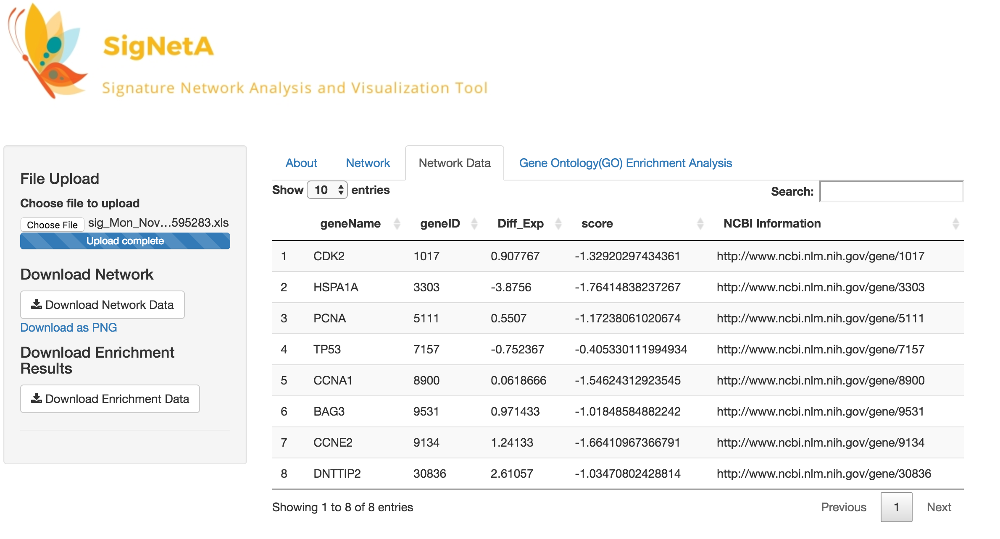 SigNetA
Signature Network Analysis and Visualization Tool
File Upload
Choose file to upload
Choose File sig_Mon_Nov...595283.xls
Upload complete
Download Network
Download Network Data
Download as PNG
Download Enrichment
Results
Download Enrichment Data
About Network Network Data Gene Ontology(GO) Enrichment Analysis
Show 10 entries Search:
geneName geneID Diff_Exp score NCBI Information
1 CDK2 1017 0.907767 -1.32920297434361 http://www.ncbi.nlm.nih.gov/gene/1017
2 HSPA1A 3303 -3.8756 -1.76414838237267 http://www.ncbi.nlm.nih.gov/gene/3303
3 PCNA 5111 0.5507 -1.17238061020674 http://www.ncbi.nlm.nih.gov/gene/5111
4 TP53 7157 -0.752367 -0.405330111994934 http://www.ncbi.nlm.nih.gov/gene/7157
5 CCNA1 8900 0.0618666 -1.54624312923545 http://www.ncbi.nlm.nih.gov/gene/8900
6 BAG3 9531 0.971433 -1.01848584882242 http://www.ncbi.nlm.nih.gov/gene/9531
7 CCNE2 9134 1.24133 -1.66410967366791 http://www.ncbi.nlm.nih.gov/gene/9134
8 DNTTIP2 30836 2.61057 -1.03470802428814 http://www.ncbi.nlm.nih.gov/gene/30836
Showing 1 to 8 of 8 entries Previous 1 Next